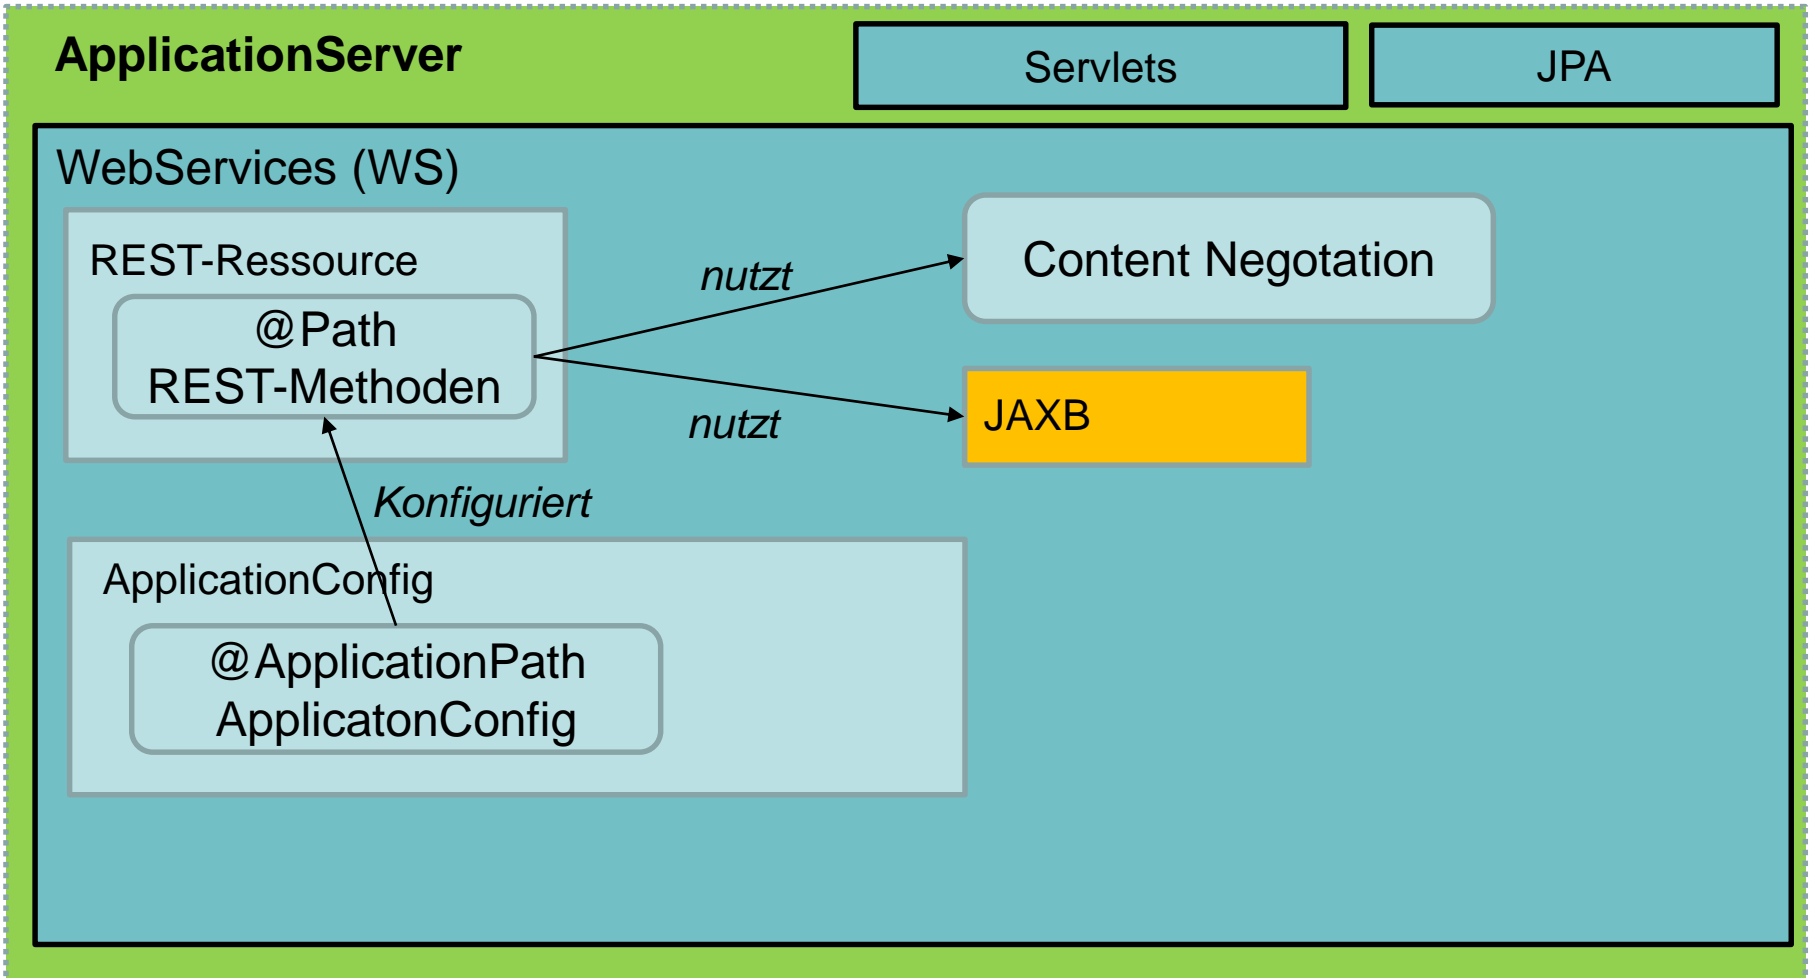 ApplicationServer
Servlets
JPA
WebServices (WS)
REST-Ressource
@Path
REST-Methoden
nutzt
Content Negotation
nutzt
JAXB
Konfiguriert
ApplicationConfig
@ApplicationPath
ApplicatonConfig